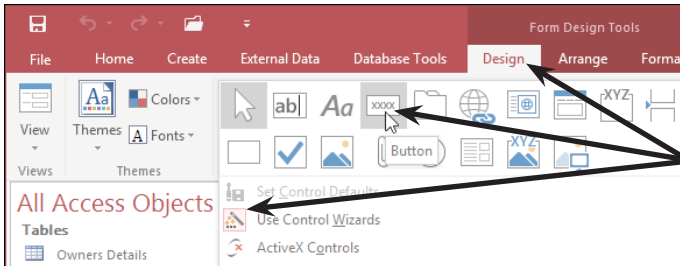 Form Design Tools
File Home Create External Data Database Tools Design Arrange Forma
ab| Aa xxxx XYZ
View Themes Aa Colors
A Fonts
Button XYZ
Views Themes
Set Control Defaults
All Access Objects
Use Control Wizards
Tables
ActiveX Controls
Owners Details